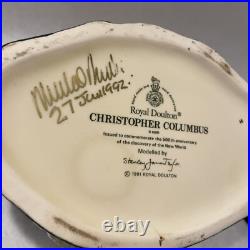 27 June 1992.
Royal Doulton®
CHRISTOPHER COLUMBUS
Issued to commemorate the 500th anniversary
of the discovery of the New World
Modelled by
Stanley James Taylor
© 1991 ROYAL DOULTON